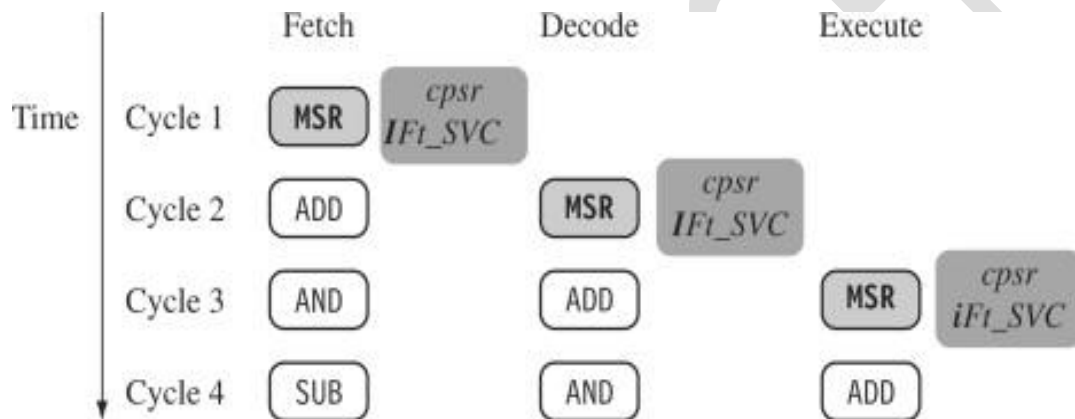 Fetch Decode Execute
Time Cycle 1 MSR cpsr IFt_SVC
Cycle 2 ADD MSR cpsr IFt_SVC
Cycle 3 AND ADD MSR cpsr iFt_SVC
Cycle 4 SUB AND ADD